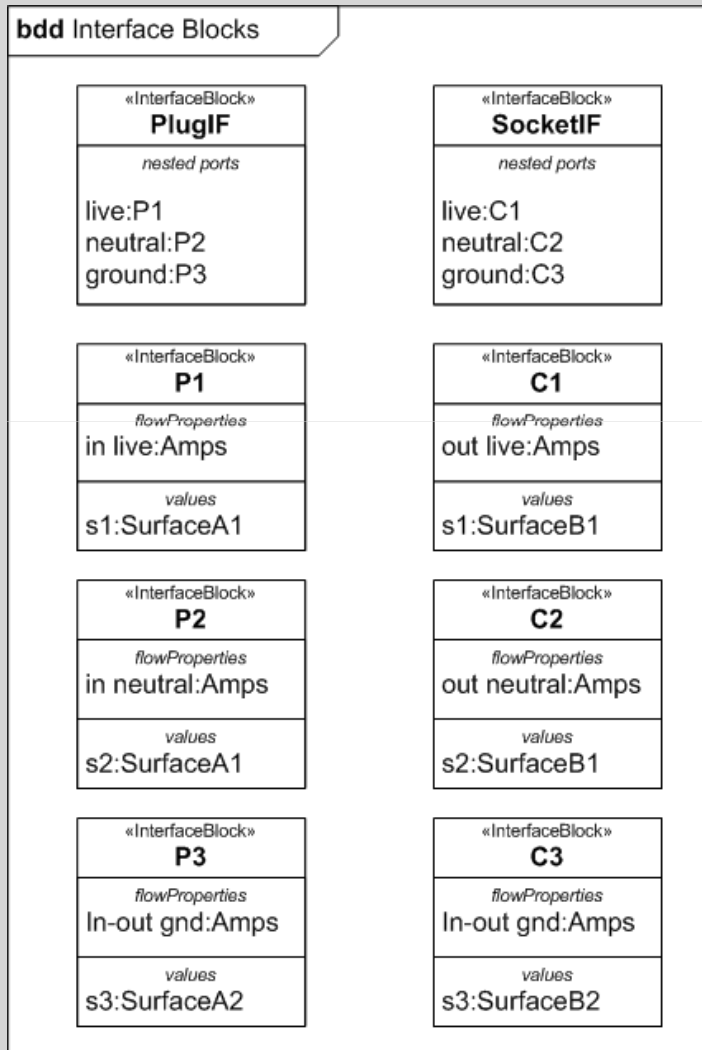 bdd Interface Blocks
«InterfaceBlock»
PlugIF
nested ports
live:P1
neutral:P2
ground:P3
«InterfaceBlock»
SocketIF
nested ports
live:C1
neutral:C2
ground:C3
«InterfaceBlock»
P1
flowProperties
in live:Amps
values
s1:SurfaceA1
«InterfaceBlock»
C1
flowProperties
out live:Amps
values
s1:SurfaceB1
«InterfaceBlock»
P2
flowProperties
in neutral:Amps
values
s2:SurfaceA1
«InterfaceBlock»
C2
flowProperties
out neutral:Amps
values
s2:SurfaceB1
«InterfaceBlock»
P3
flowProperties
In-out gnd:Amps
values
s3:SurfaceA2
«InterfaceBlock»
C3
flowProperties
In-out gnd:Amps
values
s3:SurfaceB2